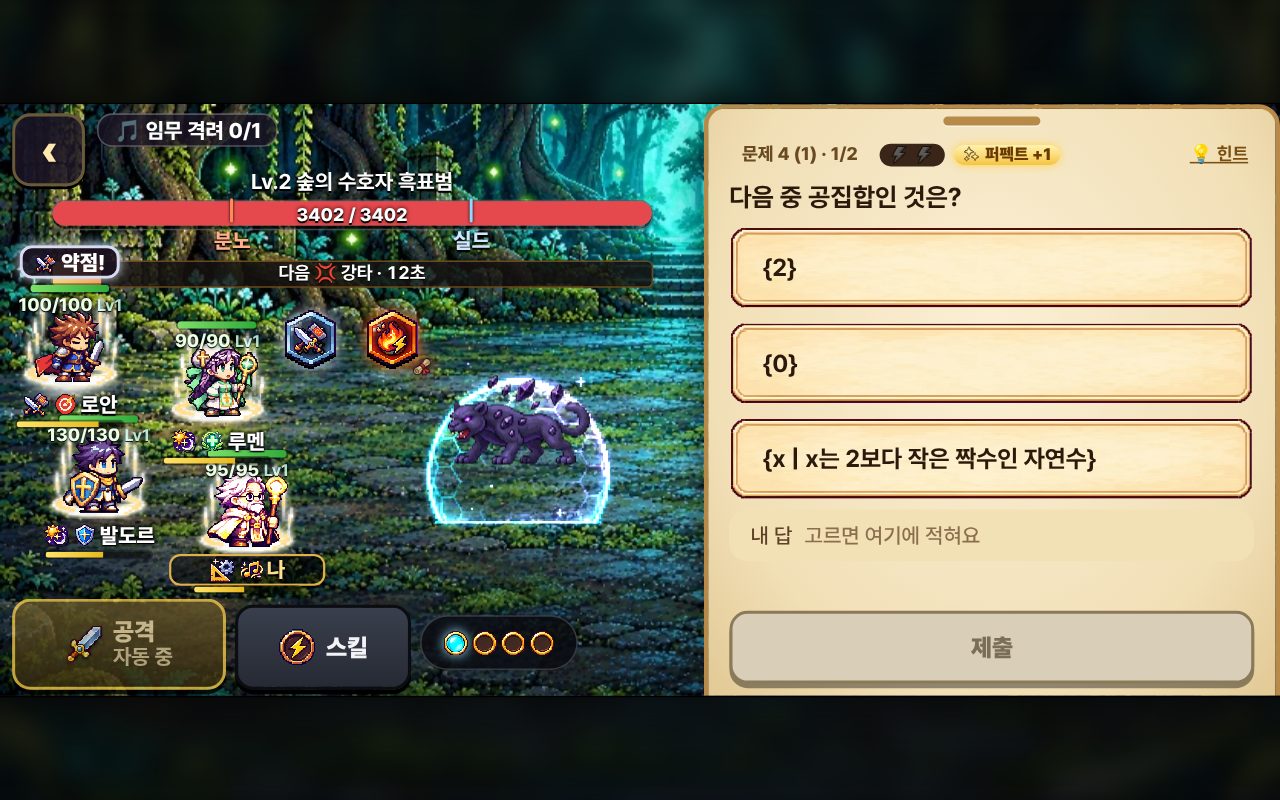 임무 격려 0/1
Lv.2 숲의 수호자 흑표범
3402 / 3402
분노
실드
다음 강타 · 12초
약점!
100/100 Lv1
로안
90/90 Lv1
루멘
130/130 Lv1
발도르
95/95 Lv1
나
공격
자동 중
스킬
문제 4 (1) · 1/2
퍼펙트 +1
힌트
다음 중 공집합인 것은?
{2}
{0}
{x | x는 2보다 작은 짝수인 자연수}
내 답 고르면 여기에 적혀요
제출